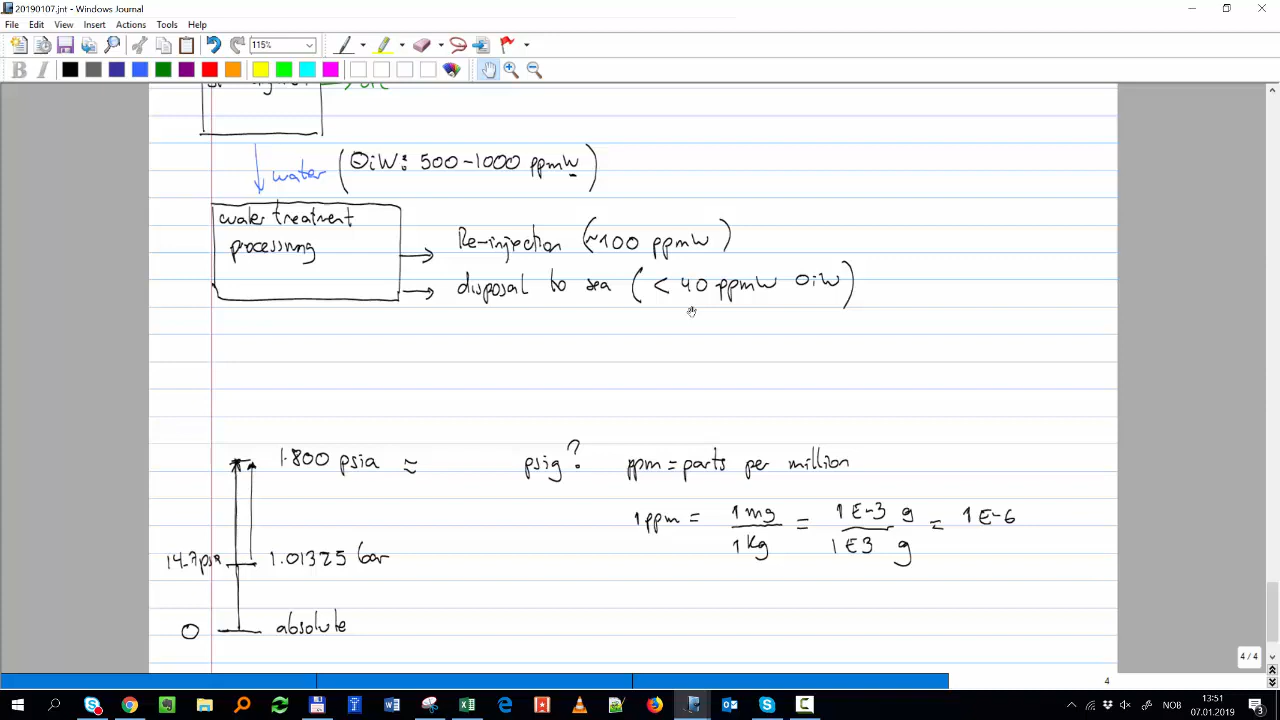 20190107.jnt - Windows Journal
File Edit View Insert Actions Tools Help
115%
B I
water (OiW: 500-1000 ppmw)
water treatment
processing
Re-injection (~100 ppmW)
disposal to sea (< 40 ppmW OiW)
1.800 psia ≈ psig? ppm = parts per million
1 ppm = 1 mg / 1 Kg = 1 E-3 g / 1 E3 g = 1 E-6
14.7 psia 1.01325 bar
0 absolute
4/4
4
13:51
NOB
07.01.2019
3